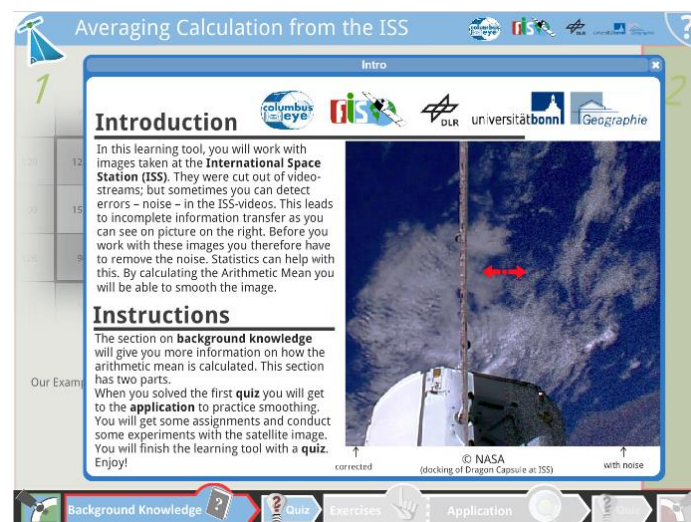 Averaging Calculation from the ISS
columbus eye
FIS
DLR
?
Intro
x
1
2
Introduction
columbus
eye
FIS
DLR
universitätbonn
Geographie
In this learning tool, you will work with
images taken at the International Space
Station (ISS). They were cut out of video-
streams; but sometimes you can detect
errors – noise – in the ISS-videos. This leads
to incomplete information transfer as you
can see on picture on the right. Before you
work with these images you therefore have
to remove the noise. Statistics can help with
this. By calculating the Arithmetic Mean you
will be able to smooth the image.
Instructions
The section on background knowledge
will give you more information on how the
arithmetic mean is calculated. This section
has two parts.
When you solved the first quiz you will get
to the application to practice smoothing.
You will get some assignments and conduct
some experiments with the satellite image.
You will finish the learning tool with a quiz.
Enjoy!
corrected
© NASA
(docking of Dragon Capsule at ISS)
with noise
12
15
9
Our Examp
Background Knowledge
?
Quiz
Exercises
Application
Quiz